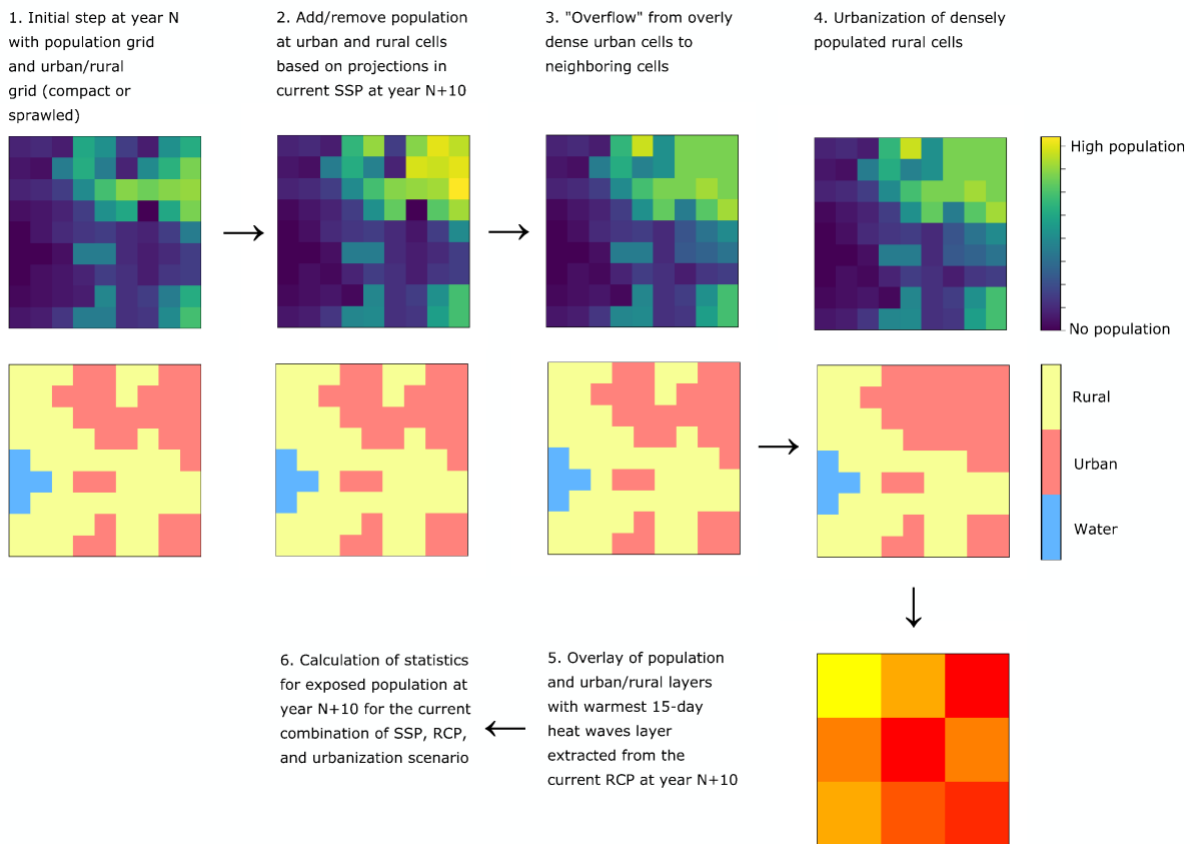 1. Initial step at year N
with population grid
and urban/rural
grid (compact or
sprawled)
2. Add/remove population
at urban and rural cells
based on projections in
current SSP at year N+10
3. "Overflow" from overly
dense urban cells to
neighboring cells
4. Urbanization of densely
populated rural cells
High population
No population
Rural
Urban
Water
6. Calculation of statistics
for exposed population at
year N+10 for the current
combination of SSP, RCP,
and urbanization scenario
5. Overlay of population
and urban/rural layers
with warmest 15-day
heat waves layer
extracted from the
current RCP at year N+10